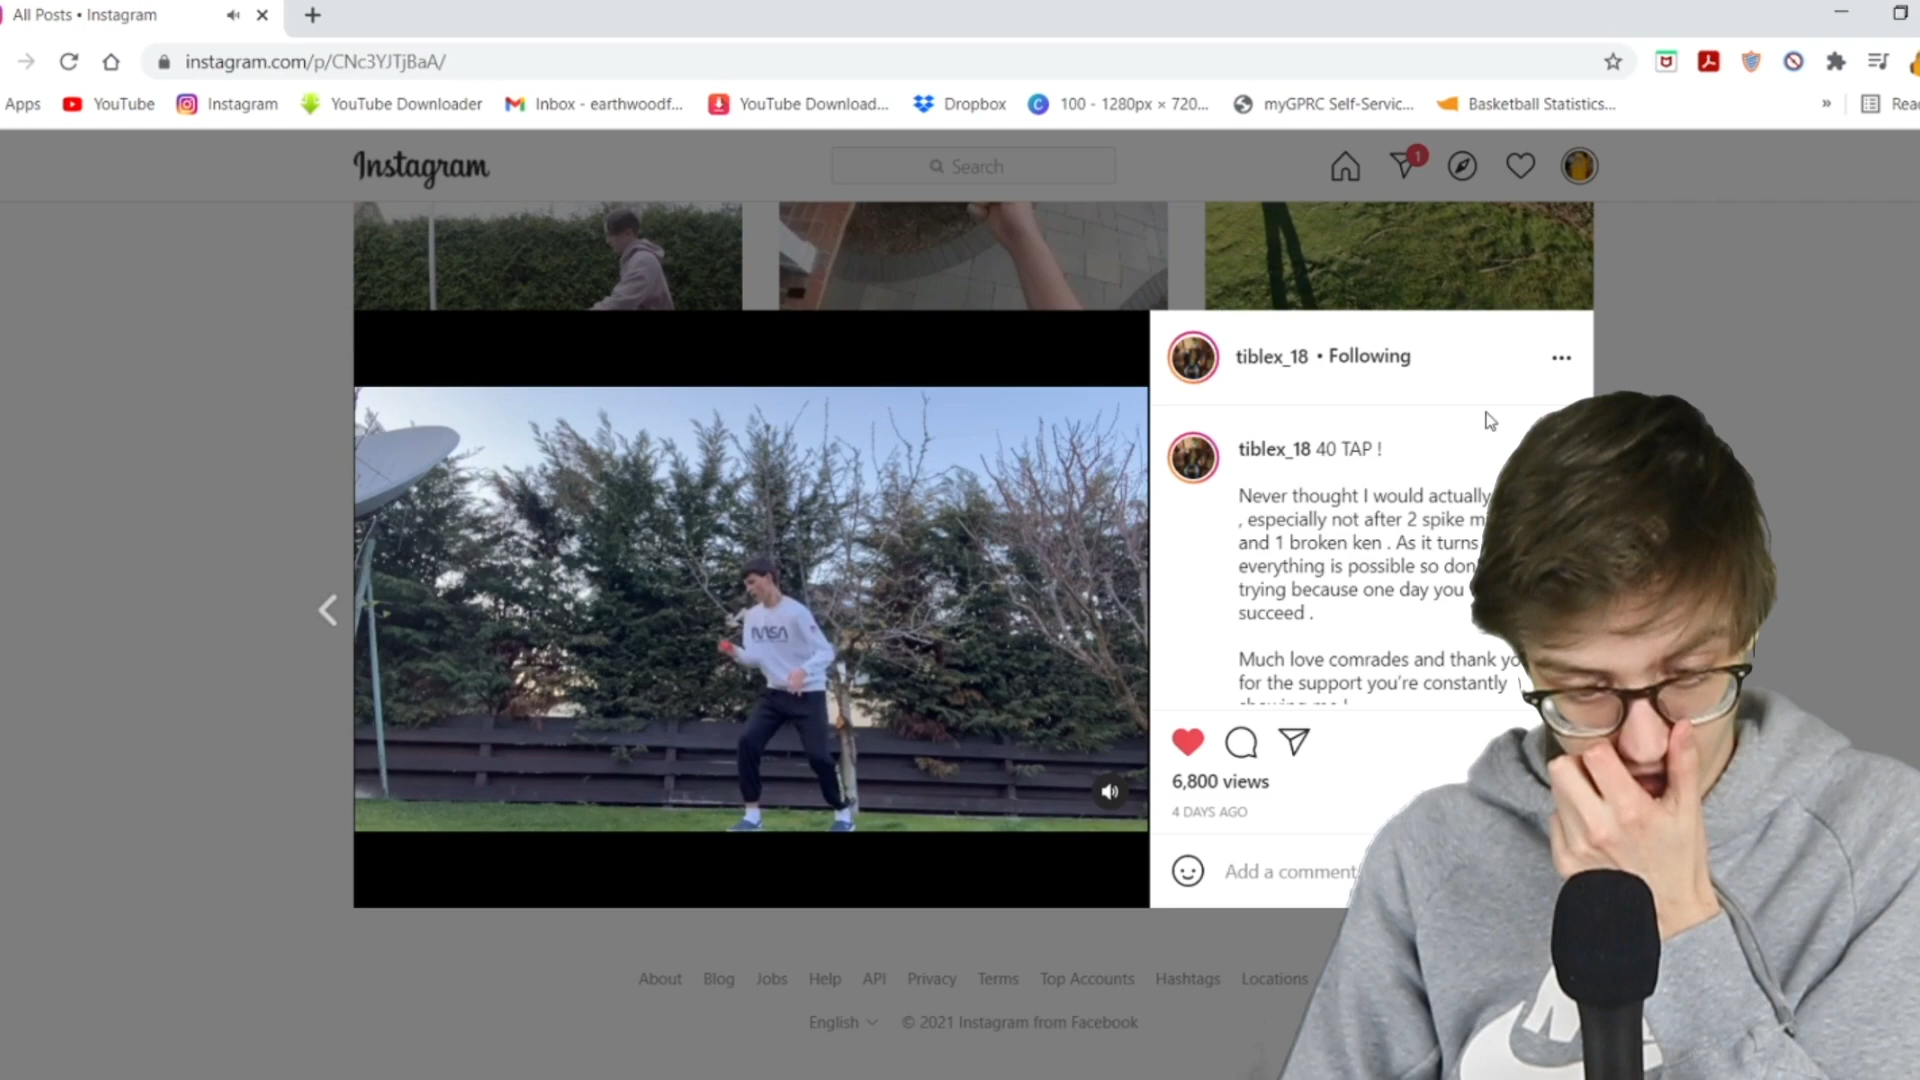 All Posts • Instagram
instagram.com/p/CNc3YJTjBaA/
Apps YouTube Instagram YouTube Downloader Inbox - earthwoodf... YouTube Download... Dropbox 100 - 1280px × 720... myGPRC Self-Servic... Basketball Statistics... »
Instagram
Search
1
tiblex_18 • Following
tiblex_18 40 TAP !
Never thought I would actually
, especially not after 2 spike
and 1 broken ken . As it turns
everything is possible so
trying because one day you
succeed .
Much love comrades and thank
for the support you're constantly
NASA
6,800 views
4 DAYS AGO
Add a comment
About Blog Jobs Help API Privacy Terms Top Accounts Hashtags Locations
English © 2021 Instagram from Facebook